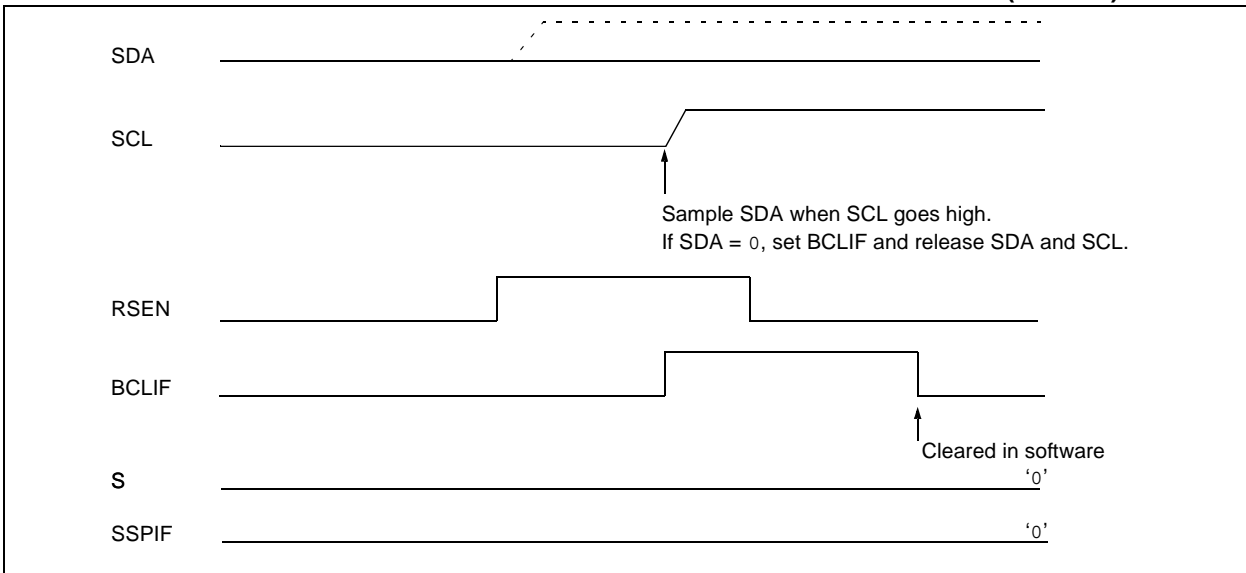 SDA
SCL
Sample SDA when SCL goes high.
If SDA = 0, set BCLIF and release SDA and SCL.
RSEN
BCLIF
Cleared in software
S
‘0’
SSPIF
‘0’